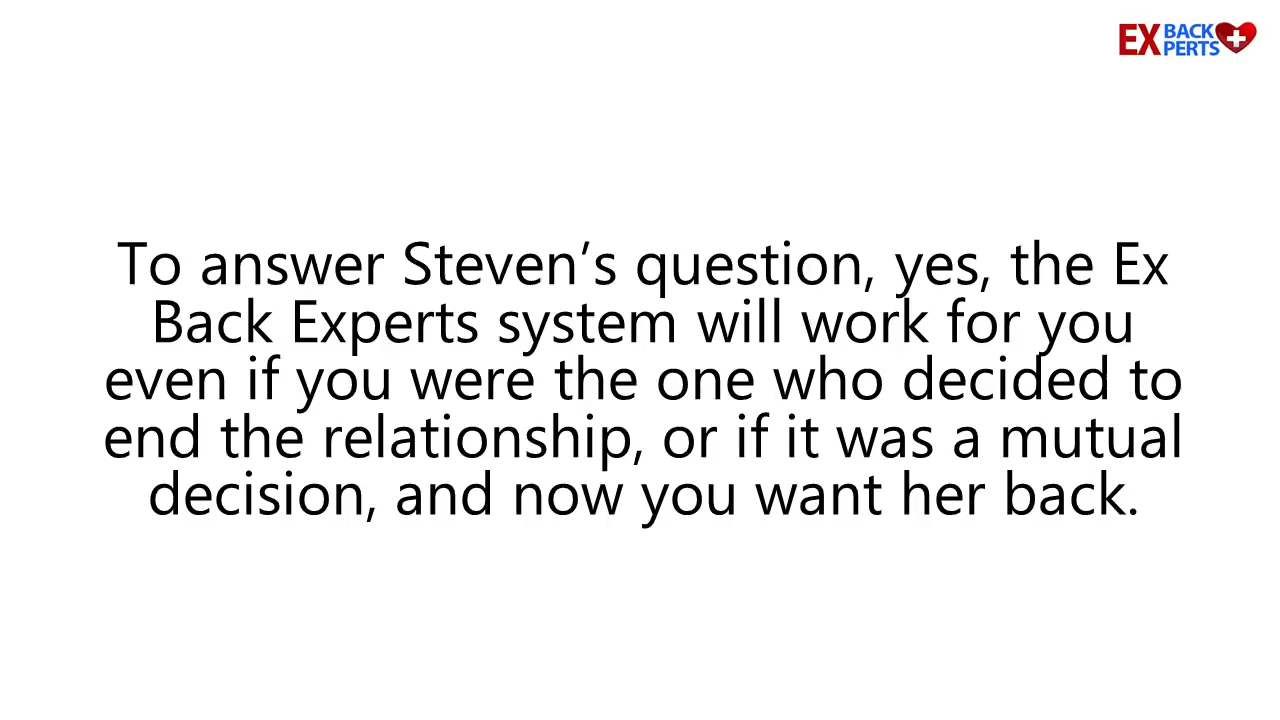 EX BACK
XPERTS
To answer Steven’s question, yes, the Ex
Back Experts system will work for you
even if you were the one who decided to
end the relationship, or if it was a mutual
decision, and now you want her back.